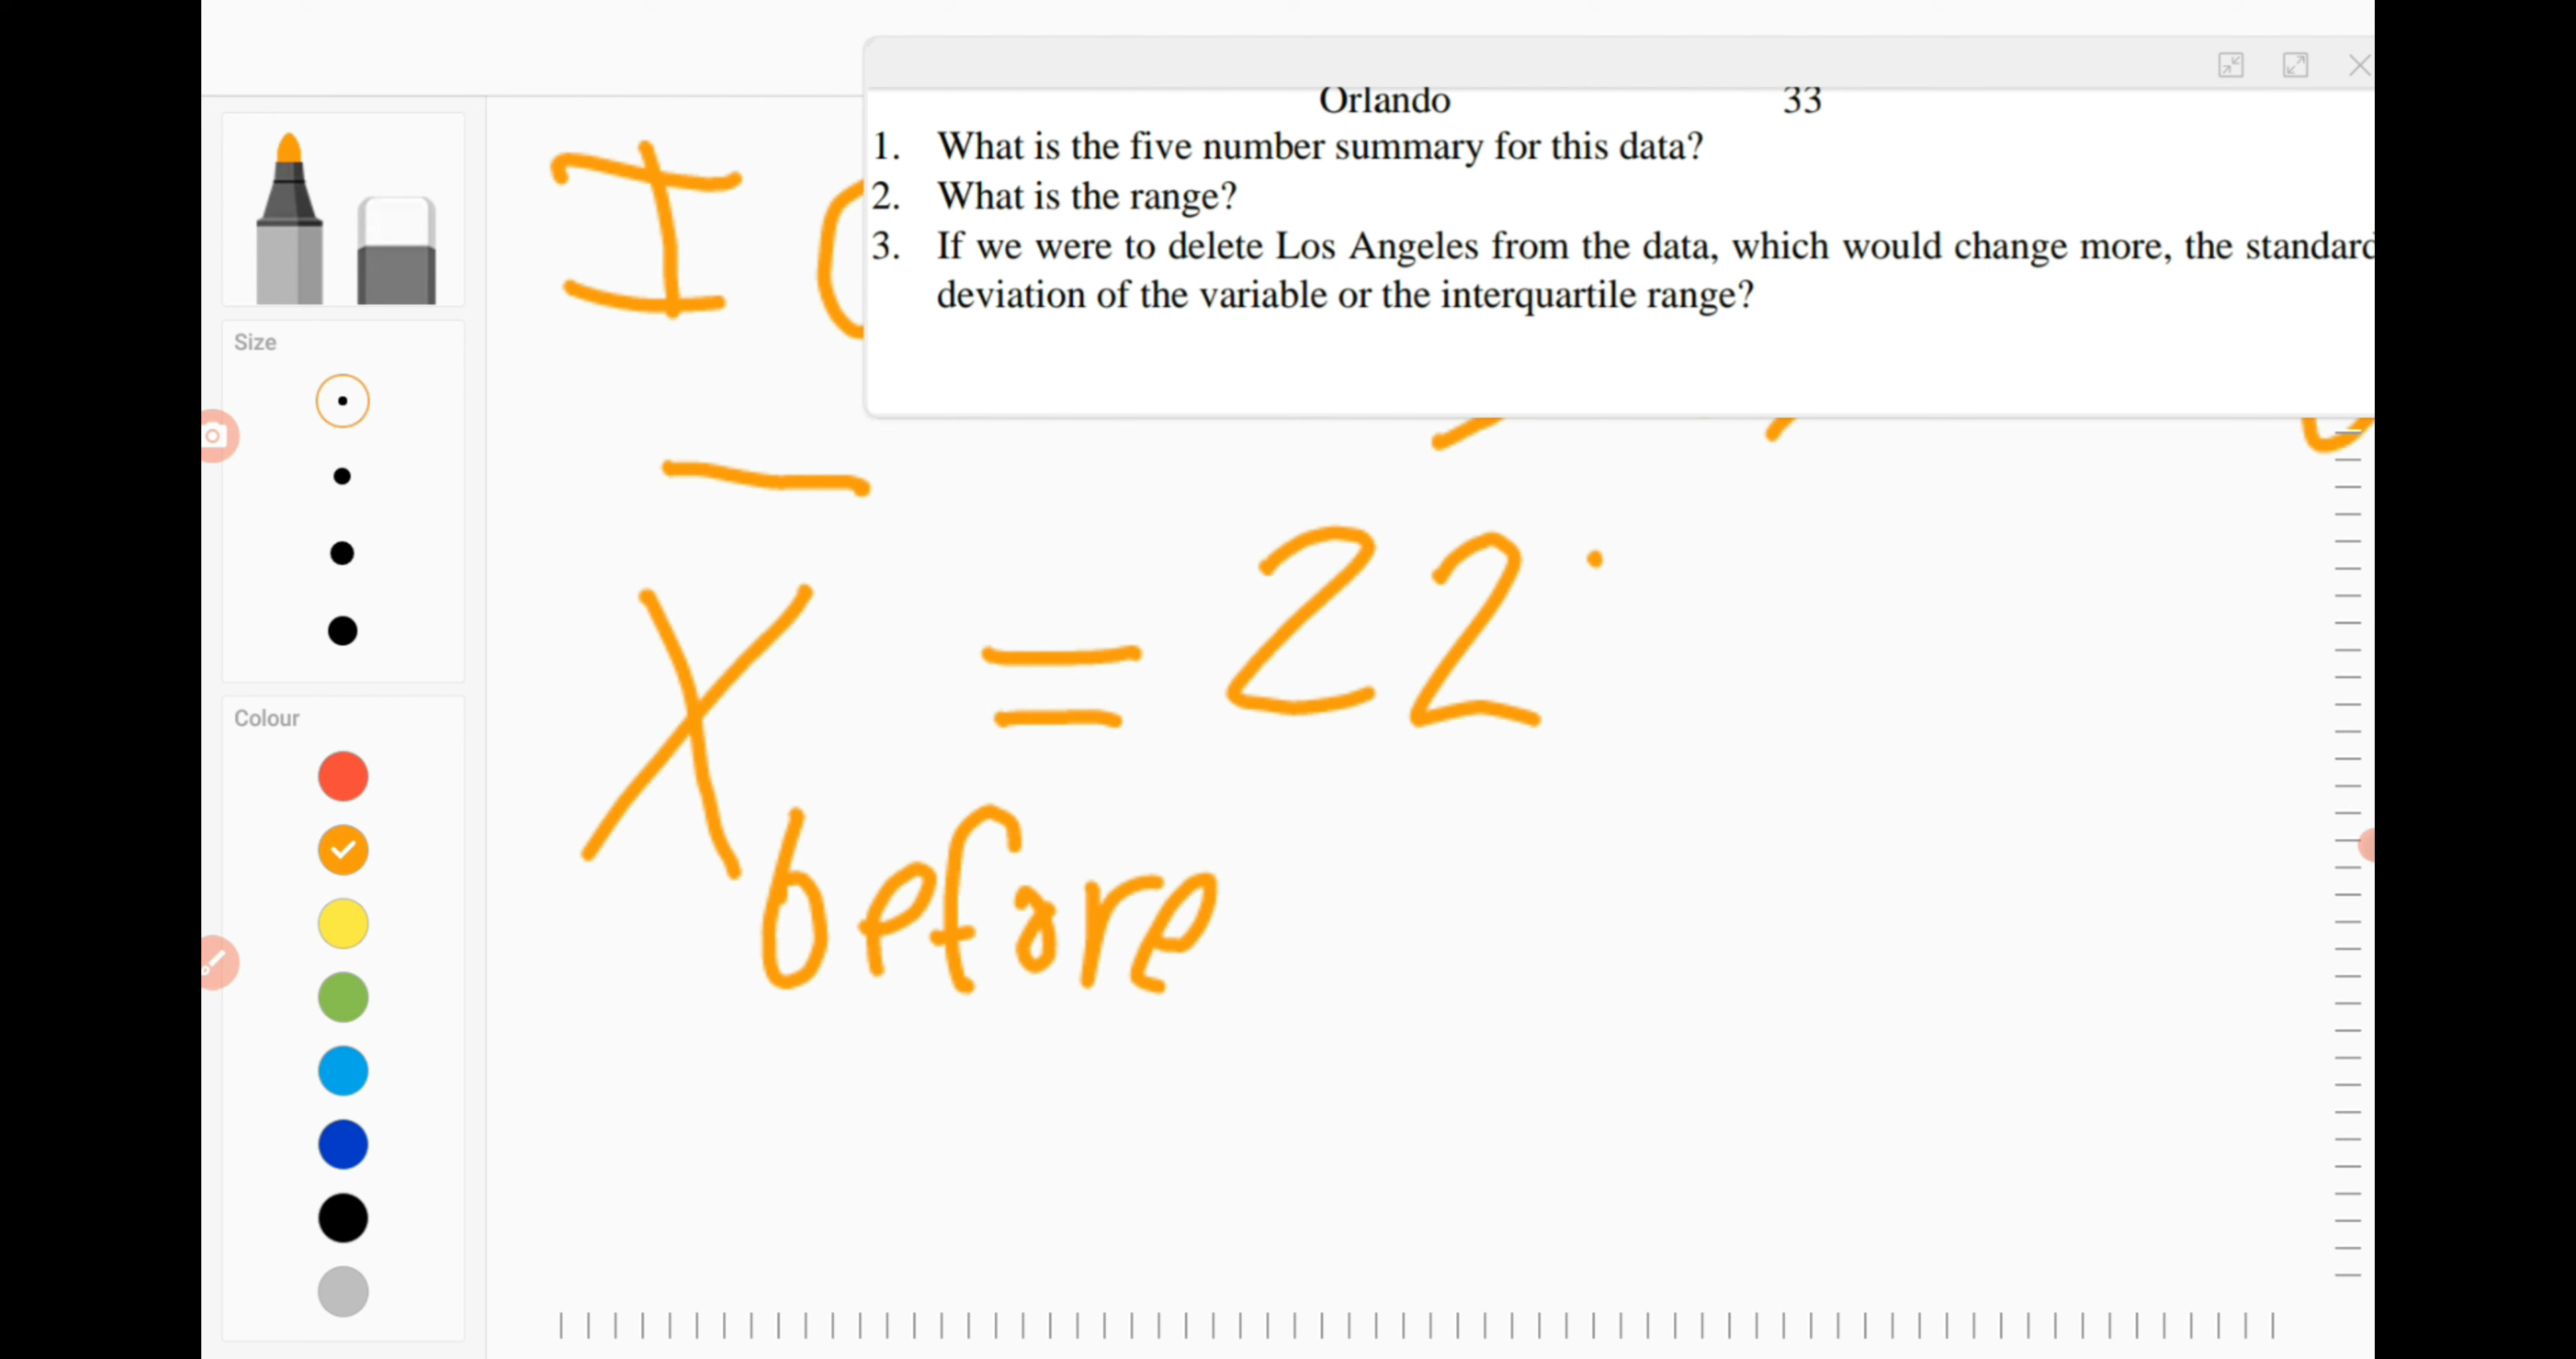 Orlando 33
1. What is the five number summary for this data?
2. What is the range?
3. If we were to delete Los Angeles from the data, which would change more, the standard
deviation of the variable or the interquartile range?
I
Size
X̄before = 22.
Colour